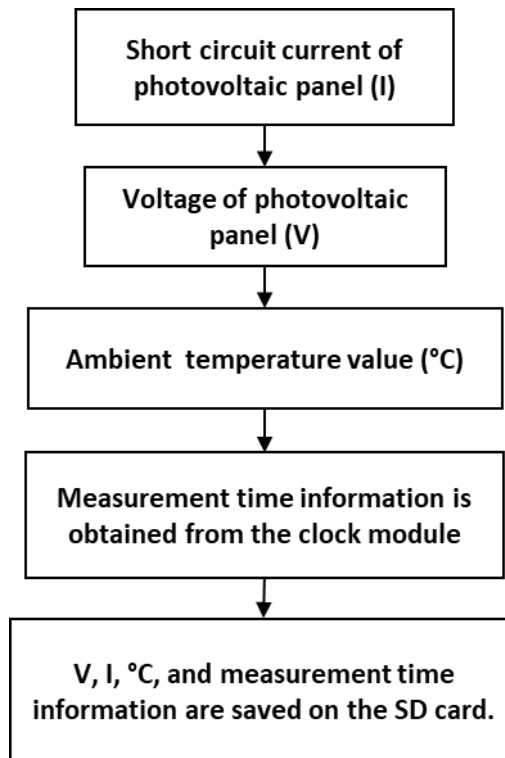 Short circuit current of
photovoltaic panel (I)
Voltage of photovoltaic
panel (V)
Ambient temperature value (°C)
Measurement time information is
obtained from the clock module
V, I, °C, and measurement time
information are saved on the SD card.